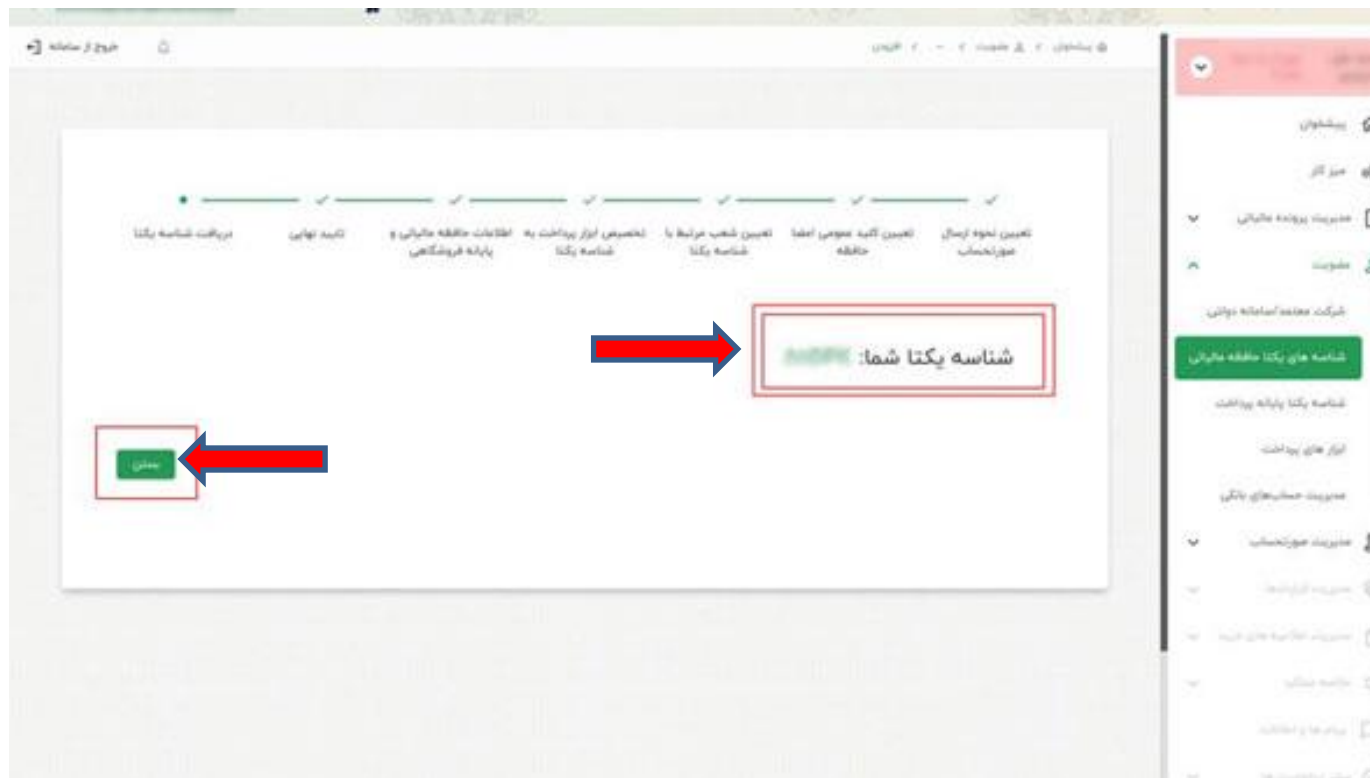 خروج از سامانه
پیشخوان > عضویت > ... > افزودن
پیشخوان
میز کار
مدیریت پرونده مالیاتی
عضویت
شرکت معتمد/سامانه دولتی
شناسه های یکتا حافظه مالیاتی
شناسه یکتا پایانه پرداخت
ابزار های پرداخت
مدیریت حساب‌های بانکی
مدیریت صورتحساب
تعیین نحوه ارسال صورتحساب
تعیین کلید عمومی امضا حافظه
تعیین شعب مرتبط با شناسه یکتا
تخصیص ابزار پرداخت به شناسه یکتا
اطلاعات حافظه مالیاتی و پایانه فروشگاهی
تایید نهایی
دریافت شناسه یکتا
شناسه یکتا شما:
بستن